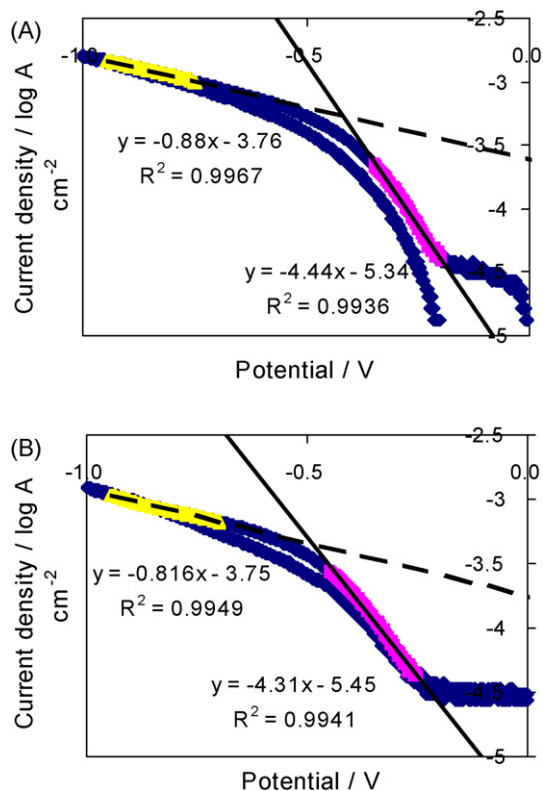 (A)
-2.5
-1.0
-0.5
0.0
-3
y = -0.88x - 3.76
R² = 0.9967
-3.5
-4
y = -4.44x - 5.34
-4.5
R² = 0.9936
-5
Current density / log A
cm⁻²
Potential / V
(B)
-2.5
-1.0
-0.5
0.0
-3
y = -0.816x - 3.75
R² = 0.9949
-3.5
-4
y = -4.31x - 5.45
-4.5
R² = 0.9941
-5
Current density / log A
cm⁻²
Potential / V